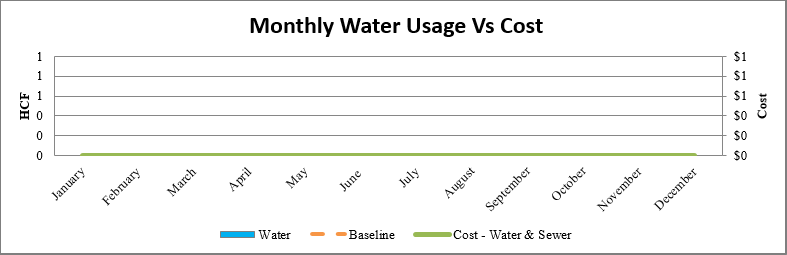 Monthly Water Usage Vs Cost
1 $1
1 $1
1 $1
0 $0
0 $0
0 $0
HCF
Cost
January February March April May June July August September October November December
Water Baseline Cost - Water & Sewer